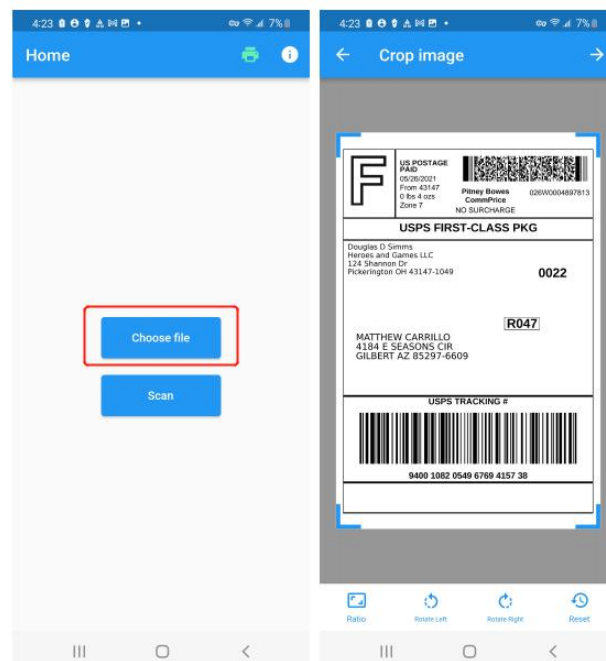 4:23
7%
Home
Choose file
Scan
4:23
7%
Crop image
F
US POSTAGE
PAID
05/26/2021
From 43147
0 lbs 4 ozs
Zone 7
Pitney Bowes
CommPrice
NO SURCHARGE
026W0004897813
USPS FIRST-CLASS PKG
Douglas D Simms
Heroes and Games LLC
124 Shannon Dr
Pickerington OH 43147-1049
0022
R047
MATTHEW CARRILLO
4184 E SEASONS CIR
GILBERT AZ 85297-6609
USPS TRACKING #
9400 1082 0549 6769 4157 38
Ratio
Rotate Left
Rotate Right
Reset